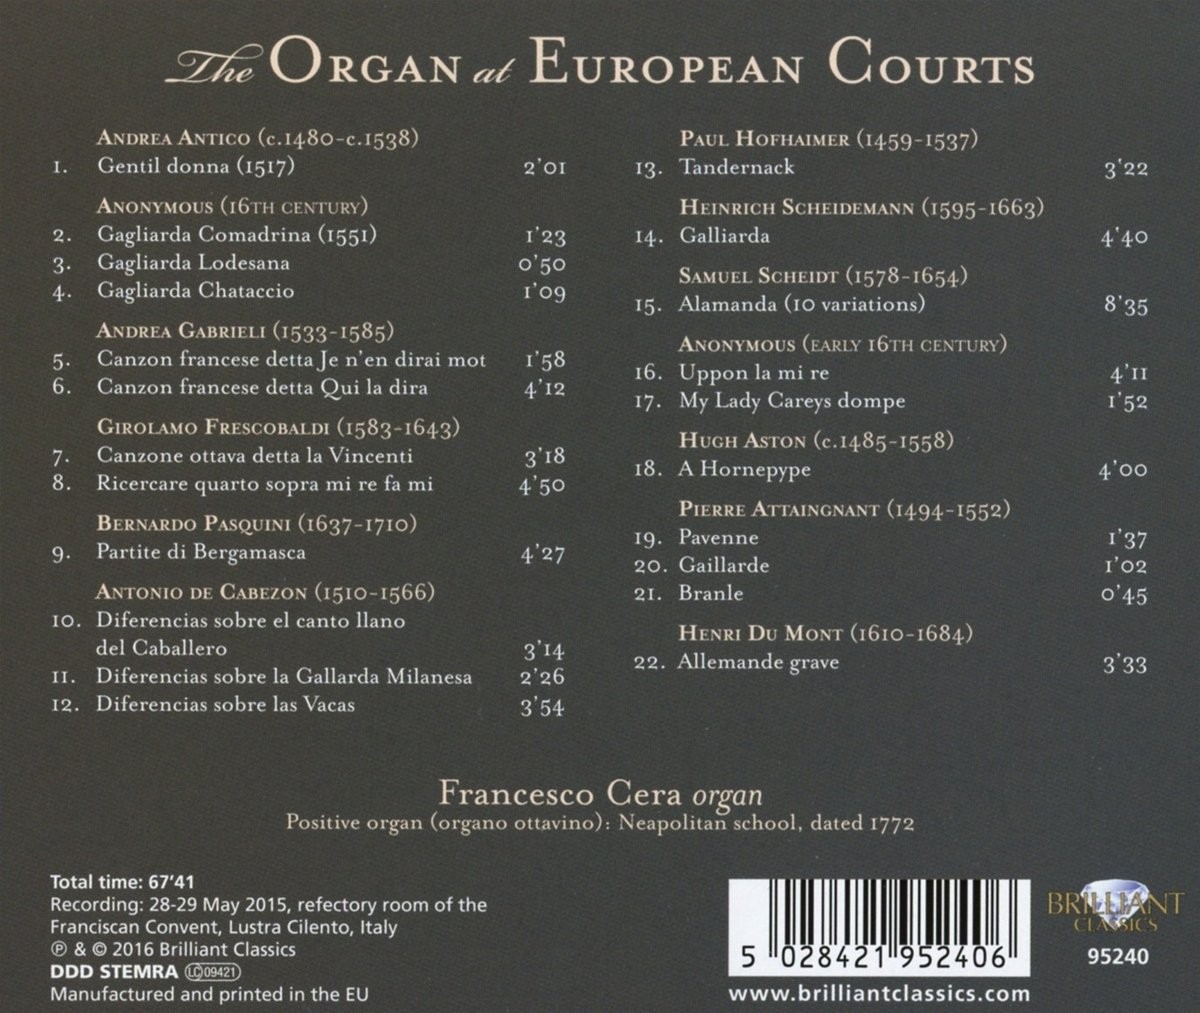 The Organ at European Courts
Andrea Antico (c.1480-c.1538)
1. Gentil donna (1517) 2’01
Anonymous (16th century)
2. Gagliarda Comadrina (1551) 1’23
3. Gagliarda Lodesana 0’50
4. Gagliarda Chataccio 1’09
Andrea Gabrieli (1533-1585)
5. Canzon francese detta Je n’en dirai mot 1’58
6. Canzon francese detta Qui la dira 4’12
Girolamo Frescobaldi (1583-1643)
7. Canzone ottava detta la Vincenti 3’18
8. Ricercare quarto sopra mi re fa mi 4’50
Bernardo Pasquini (1637-1710)
9. Partite di Bergamasca 4’27
Antonio de Cabezon (1510-1566)
10. Diferencias sobre el canto llano
del Caballero 3’14
11. Diferencias sobre la Gallarda Milanesa 2’26
12. Diferencias sobre las Vacas 3’54
Paul Hofhaimer (1459-1537)
13. Tandernack 3’22
Heinrich Scheidemann (1595-1663)
14. Galliarda 4’40
Samuel Scheidt (1578-1654)
15. Alamanda (10 variations) 8’35
Anonymous (early 16th century)
16. Uppon la mi re 4’11
17. My Lady Careys dompe 1’52
Hugh Aston (c.1485-1558)
18. A Hornepype 4’00
Pierre Attaingnant (1494-1552)
19. Pavenne 1’37
20. Gaillarde 1’02
21. Branle 0’45
Henri Du Mont (1610-1684)
22. Allemande grave 3’33
Francesco Cera organ
Positive organ (organo ottavino): Neapolitan school, dated 1772
Total time: 67’41
Recording: 28-29 May 2015, refectory room of the
Franciscan Convent, Lustra Cilento, Italy
℗ & © 2016 Brilliant Classics
DDD STEMRA LC 09421
Manufactured and printed in the EU
5 028421 952406
www.brilliantclassics.com
BRILLIANT
CLASSICS
95240